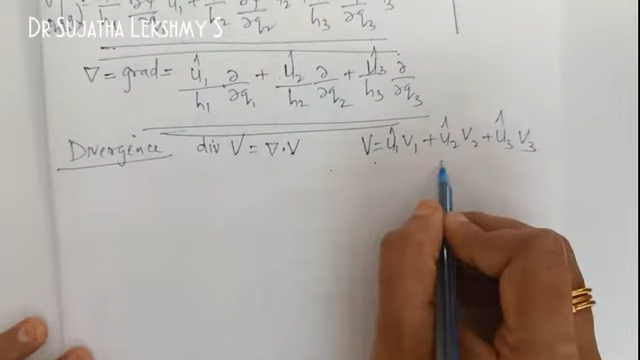 DR SUJATHA LEKSHMY S
∇ = grad = û₁/h₁ ∂/∂q₁ + û₂/h₂ ∂/∂q₂ + û₃/h₃ ∂/∂q₃
Divergence div V = ∇·V V = û₁V₁ + û₂V₂ + û₃V₃